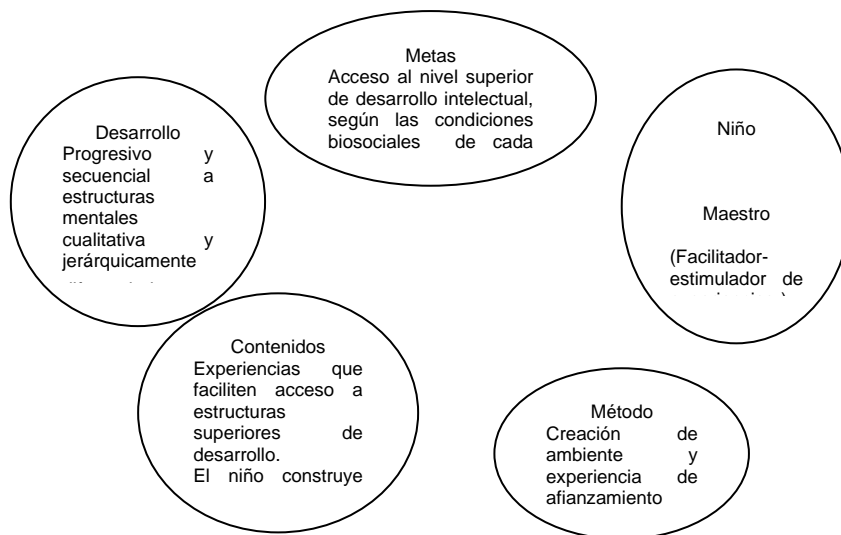 Metas
Acceso al nivel superior
de desarrollo intelectual,
según las condiciones
biosociales de cada
Desarrollo
Progresivo y
secuencial a
estructuras
mentales
cualitativa y
jerárquicamente
Niño
Maestro
(Facilitador-
estimulador de
Contenidos
Experiencias que
faciliten acceso a
estructuras
superiores de
desarrollo.
El niño construye
Método
Creación de
ambiente y
experiencia de
afianzamiento